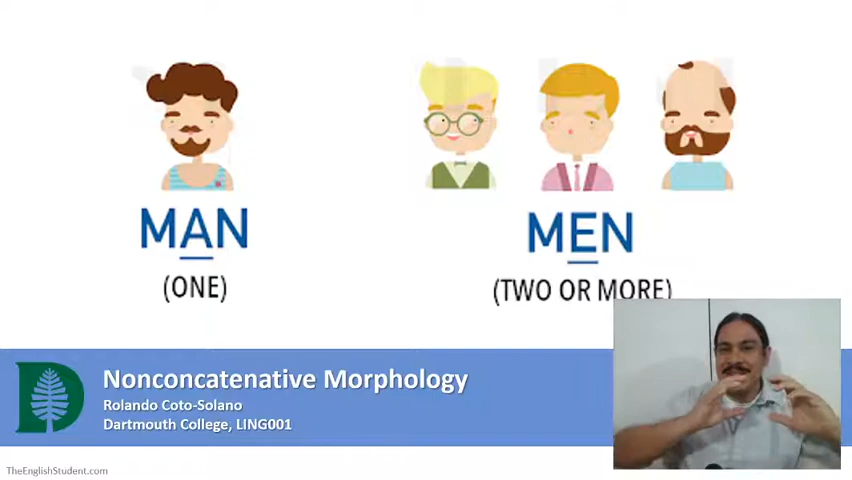 MAN
MEN
(ONE)
(TWO OR MORE)
Nonconcatenative Morphology
Rolando Coto-Solano
Dartmouth College, LING001
TheEnglishStudent.com